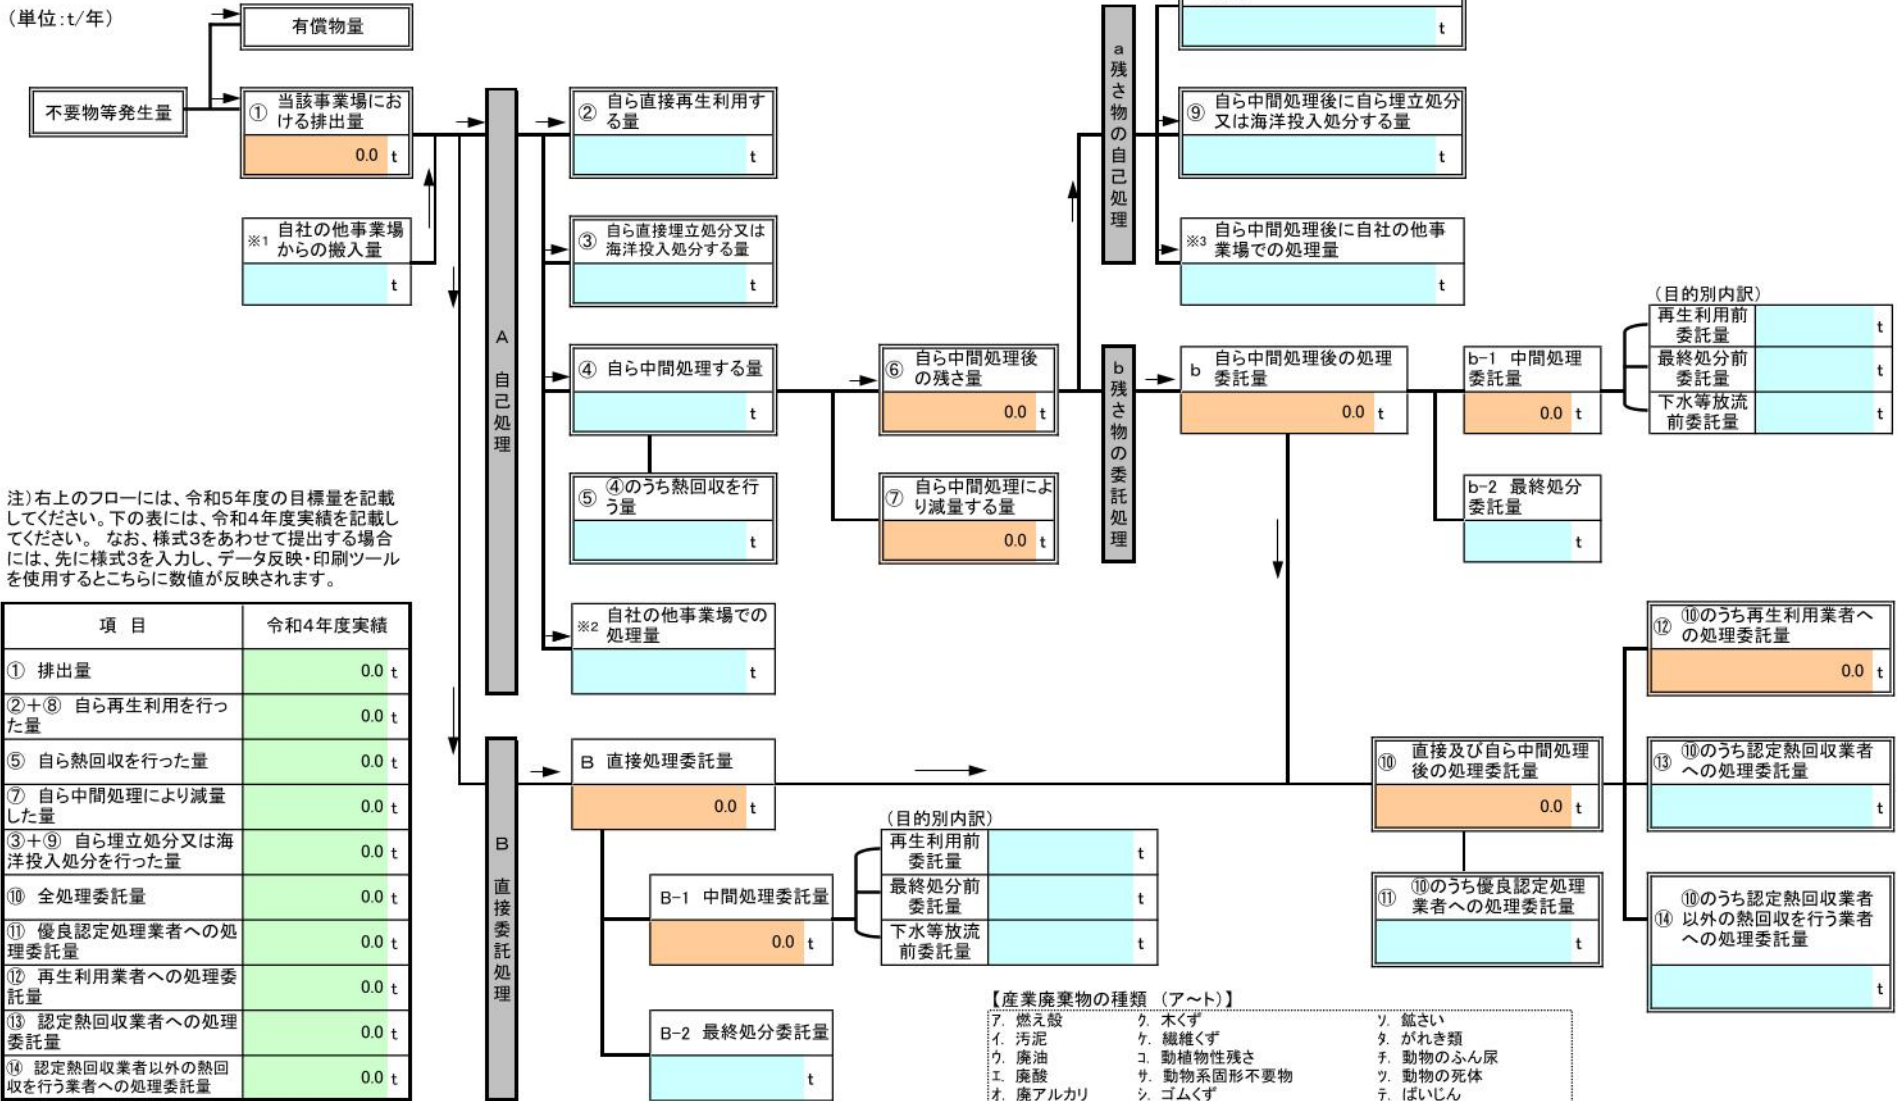 (単位:t/年)
有償物量
不要物等発生量
① 当該事業場にお
ける排出量
0.0 t
※1 自社の他事業場
からの搬入量
t
A 自己処理
② 自ら直接再生利用す
る量
t
③ 自ら直接埋立処分又は
海洋投入処分する量
t
④ 自ら中間処理する量
t
⑤ ④のうち熱回収を行
う量
t
※2 自社の他事業場での
処理量
t
⑥ 自ら中間処理後
の残さ量
0.0 t
⑦ 自ら中間処理によ
り減量する量
0.0 t
a 残さ物の自己処理
t
⑨ 自ら中間処理後に自ら埋立処分
又は海洋投入処分する量
t
※3 自ら中間処理後に自社の他事
業場での処理量
t
b 残さ物の委託処理
b 自ら中間処理後の処理
委託量
0.0 t
b-1 中間処理
委託量
0.0 t
(目的別内訳)
再生利用前
委託量
t
最終処分前
委託量
t
下水等放流
前委託量
t
b-2 最終処分
委託量
t
注)右上のフローには、令和5年度の目標量を記載
してください。下の表には、令和4年度実績を記載し
てください。 なお、様式3をあわせて提出する場合
には、先に様式3を入力し、データ反映・印刷ツール
を使用するとこちらに数値が反映されます。
項 目 令和4年度実績
① 排出量 0.0 t
②+⑧ 自ら再生利用を行っ
た量 0.0 t
⑤ 自ら熱回収を行った量 0.0 t
⑦ 自ら中間処理により減量
した量 0.0 t
③+⑨ 自ら埋立処分又は海
洋投入処分を行った量 0.0 t
⑩ 全処理委託量 0.0 t
⑪ 優良認定処理業者への処
理委託量 0.0 t
⑫ 再生利用業者への処理委
託量 0.0 t
⑬ 認定熱回収業者への処理
委託量 0.0 t
⑭ 認定熱回収業者以外の熱回
収を行う業者への処理委託量 0.0 t
B 直接委託処理
B 直接処理委託量
0.0 t
B-1 中間処理委託量
0.0 t
(目的別内訳)
再生利用前
委託量
t
最終処分前
委託量
t
下水等放流
前委託量
t
B-2 最終処分委託量
t
⑩ 直接及び自ら中間処理
後の処理委託量
0.0 t
⑪ ⑩のうち優良認定処理
業者への処理委託量
t
⑫ ⑩のうち再生利用業者へ
の処理委託量
0.0 t
⑬ ⑩のうち認定熱回収業者
への処理委託量
t
⑭ ⑩のうち認定熱回収業者
以外の熱回収を行う業者
への処理委託量
t
【産業廃棄物の種類 (ア~ト)】
ア. 燃え殻 ク. 木くず ソ. 鉱さい
イ. 汚泥 ケ. 繊維くず タ. がれき類
ウ. 廃油 コ. 動植物性残さ チ. 動物のふん尿
エ. 廃酸 サ. 動物系固形不要物 ツ. 動物の死体
オ. 廃アルカリ シ. ゴムくず テ. ばいじん